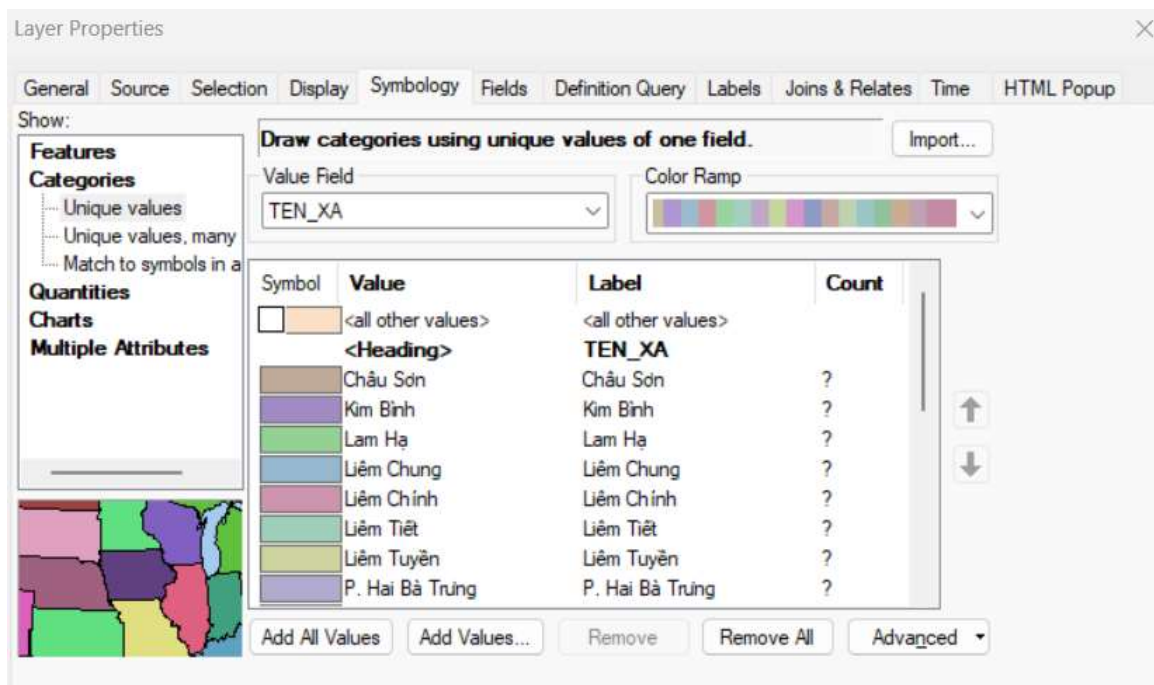 Layer Properties
General Source Selection Display Symbology Fields Definition Query Labels Joins & Relates Time HTML Popup
Show:
Features
Categories
Unique values
Unique values, many
Match to symbols in a
Quantities
Charts
Multiple Attributes
Draw categories using unique values of one field.
Import...
Value Field
TEN_XA
Color Ramp
Symbol Value Label Count
<all other values> <all other values>
<Heading> TEN_XA
Châu Sơn Châu Sơn ?
Kim Bình Kim Bình ?
Lam Hạ Lam Hạ ?
Liêm Chung Liêm Chung ?
Liêm Chính Liêm Chính ?
Liêm Tiết Liêm Tiết ?
Liêm Tuyền Liêm Tuyền ?
P. Hai Bà Trưng P. Hai Bà Trưng ?
Add All Values Add Values... Remove Remove All Advanced